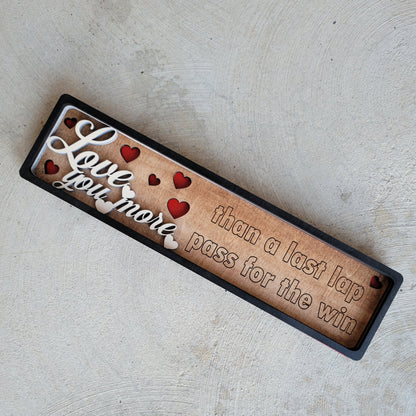 Love
you more
than a last lap
pass for the win